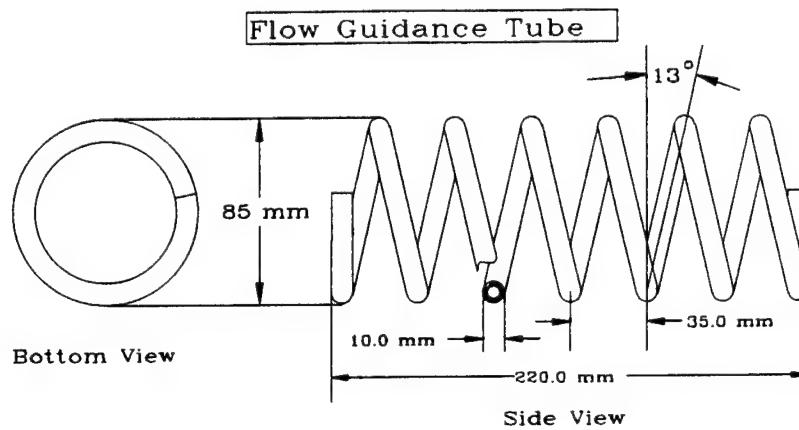 Flow Guidance Tube
13°
85 mm
10.0 mm
35.0 mm
Bottom View
220.0 mm
Side View